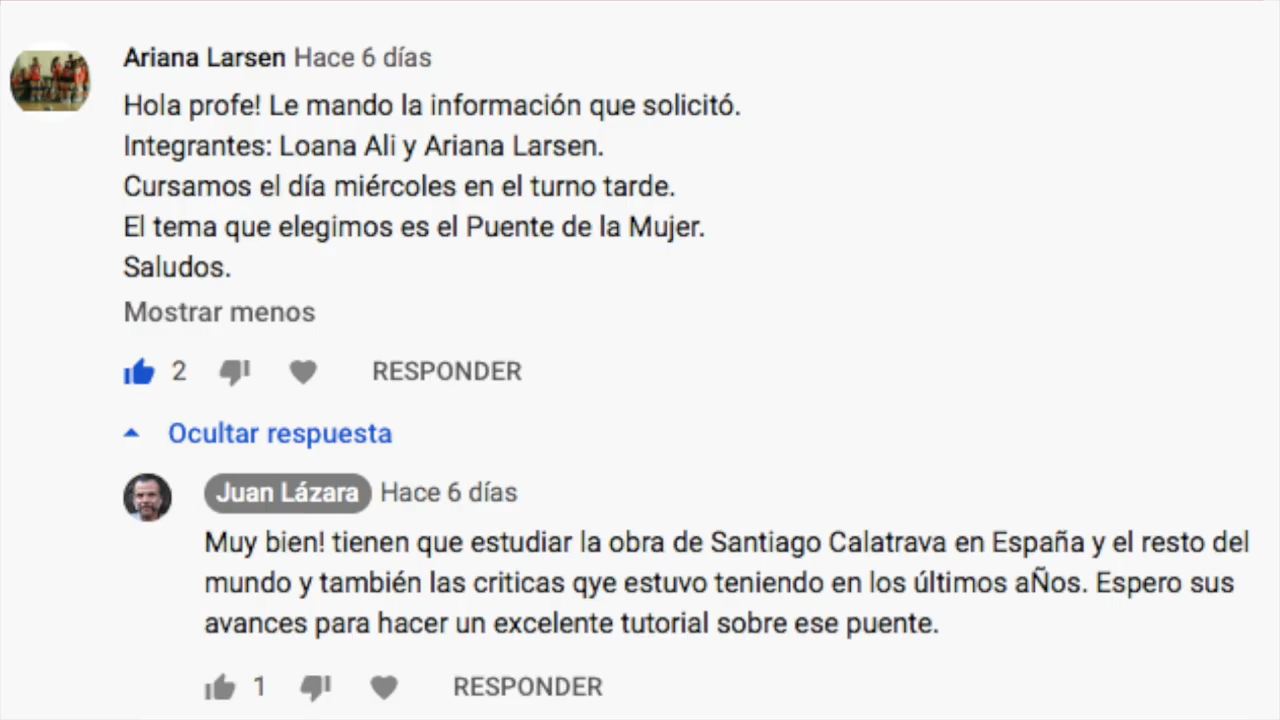 Ariana Larsen Hace 6 días
Hola profe! Le mando la información que solicitó.
Integrantes: Loana Ali y Ariana Larsen.
Cursamos el día miércoles en el turno tarde.
El tema que elegimos es el Puente de la Mujer.
Saludos.
Mostrar menos
2 RESPONDER
Ocultar respuesta
Juan Lázara Hace 6 días
Muy bien! tienen que estudiar la obra de Santiago Calatrava en España y el resto del
mundo y también las criticas qye estuvo teniendo en los últimos aÑos. Espero sus
avances para hacer un excelente tutorial sobre ese puente.
1 RESPONDER